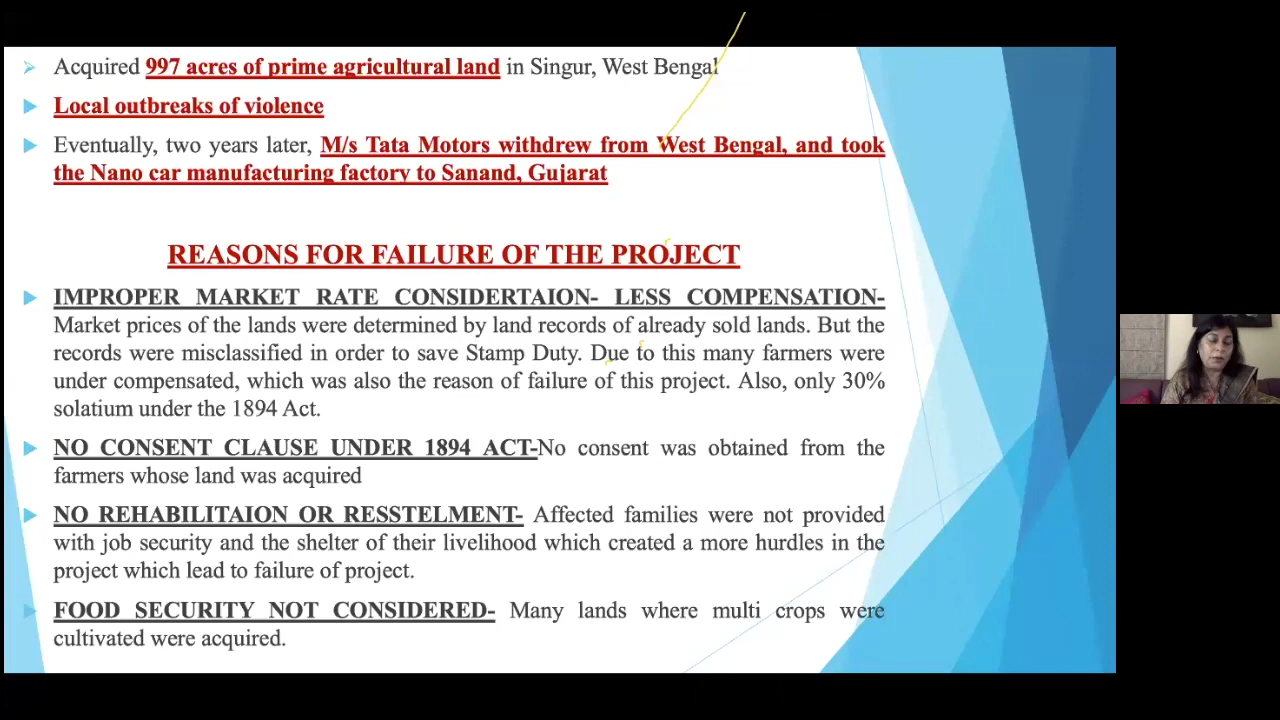 Acquired 997 acres of prime agricultural land in Singur, West Bengal
Local outbreaks of violence
Eventually, two years later, M/s Tata Motors withdrew from West Bengal, and took
the Nano car manufacturing factory to Sanand, Gujarat
REASONS FOR FAILURE OF THE PROJECT
IMPROPER MARKET RATE CONSIDERTAION- LESS COMPENSATION-
Market prices of the lands were determined by land records of already sold lands. But the
records were misclassified in order to save Stamp Duty. Due to this many farmers were
under compensated, which was also the reason of failure of this project. Also, only 30%
solatium under the 1894 Act.
NO CONSENT CLAUSE UNDER 1894 ACT-No consent was obtained from the
farmers whose land was acquired
NO REHABILITAION OR RESSTELMENT- Affected families were not provided
with job security and the shelter of their livelihood which created a more hurdles in the
project which lead to failure of project.
FOOD SECURITY NOT CONSIDERED- Many lands where multi crops were
cultivated were acquired.